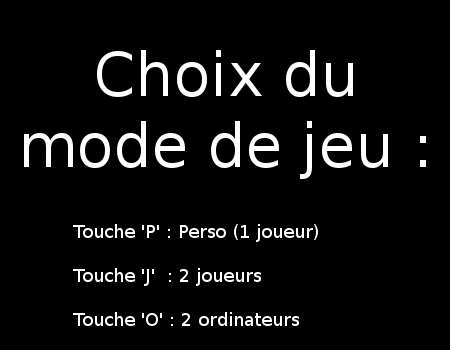 Choix du
mode de jeu :
Touche 'P' : Perso (1 joueur)
Touche 'J'  : 2 joueurs
Touche 'O' : 2 ordinateurs